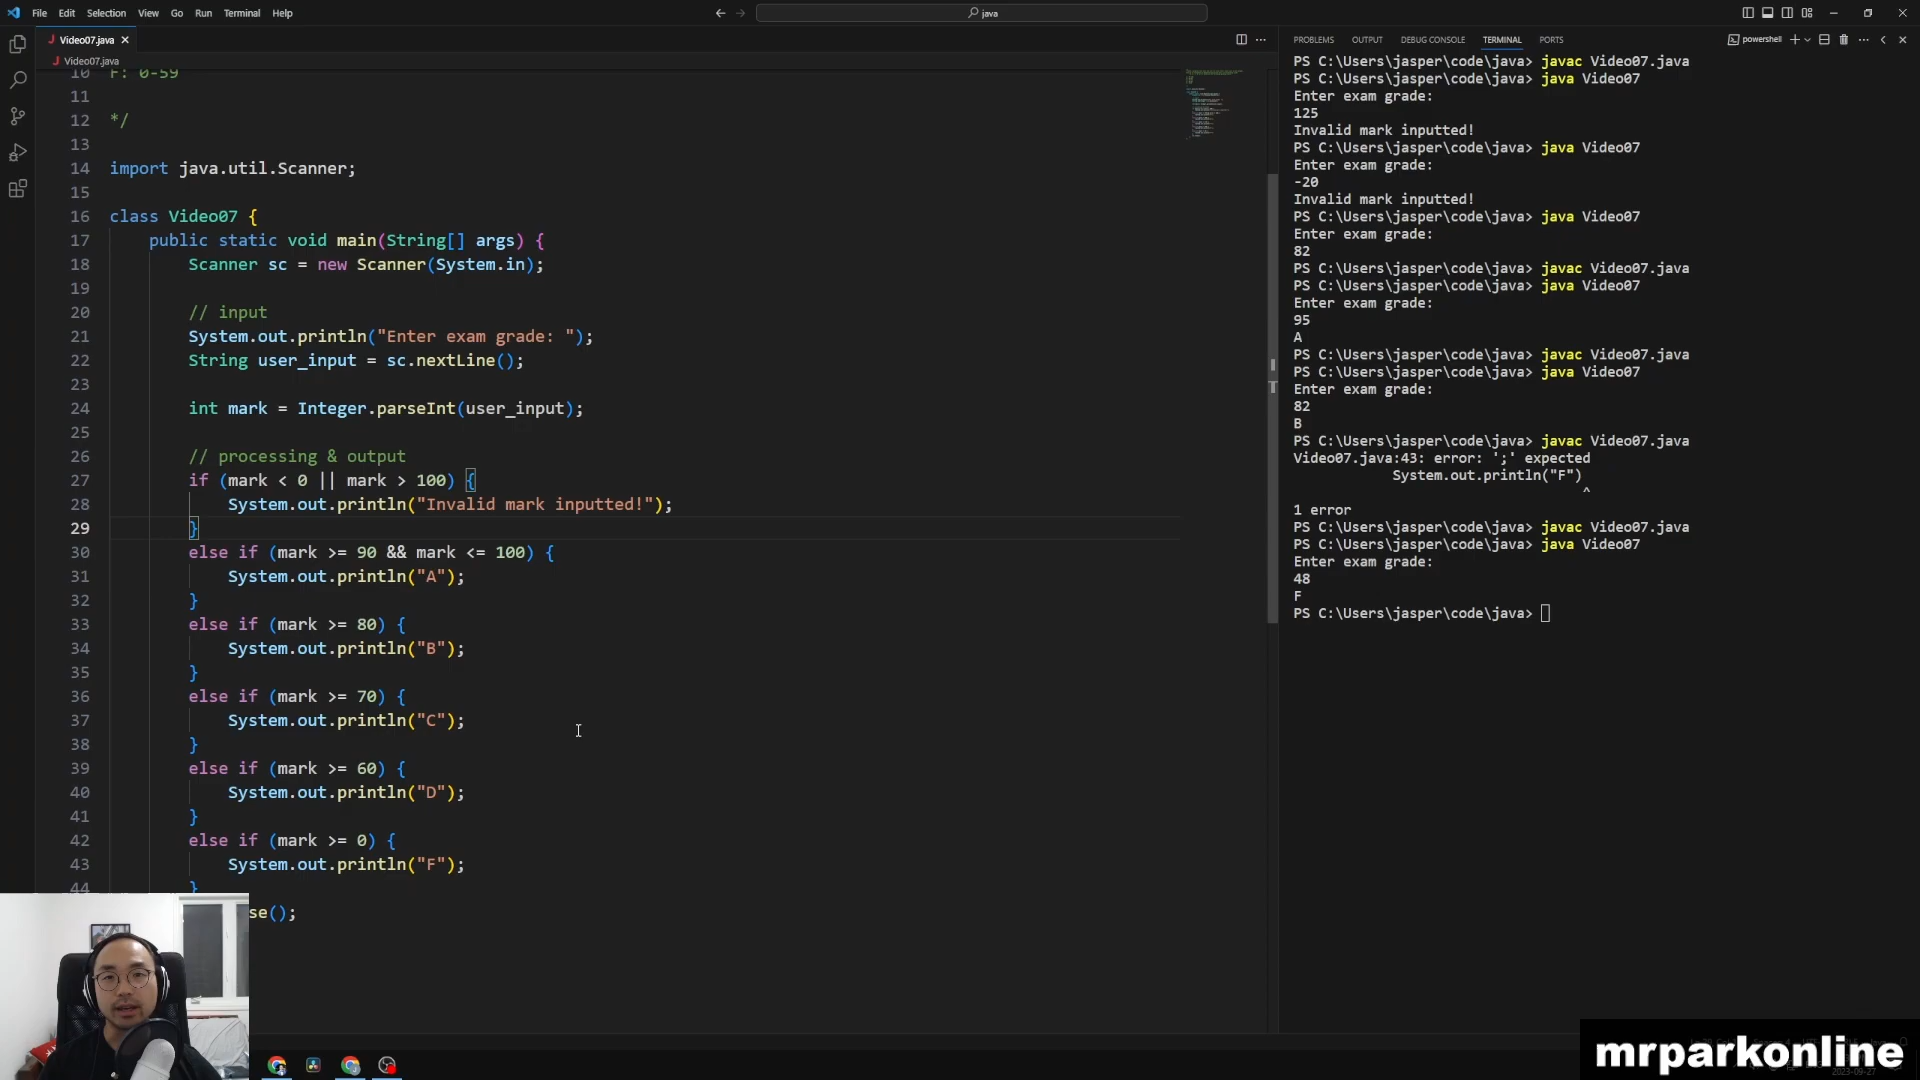 File Edit Selection View Go Run Terminal Help
java
Video07.java
Video07.java
10 F: 0-59
11
12 */
13
14 import java.util.Scanner;
15
16 class Video07 {
17 public static void main(String[] args) {
18 Scanner sc = new Scanner(System.in);
19
20 // input
21 System.out.println("Enter exam grade: ");
22 String user_input = sc.nextLine();
23
24 int mark = Integer.parseInt(user_input);
25
26 // processing & output
27 if (mark < 0 || mark > 100) {
28 System.out.println("Invalid mark inputted!");
29 }
30 else if (mark >= 90 && mark <= 100) {
31 System.out.println("A");
32 }
33 else if (mark >= 80) {
34 System.out.println("B");
35 }
36 else if (mark >= 70) {
37 System.out.println("C");
38 }
39 else if (mark >= 60) {
40 System.out.println("D");
41 }
42 else if (mark >= 0) {
43 System.out.println("F");
44 }
se();
PROBLEMS OUTPUT DEBUG CONSOLE TERMINAL PORTS
powershell
PS C:\Users\jasper\code\java> javac Video07.java
PS C:\Users\jasper\code\java> java Video07
Enter exam grade:
125
Invalid mark inputted!
PS C:\Users\jasper\code\java> java Video07
Enter exam grade:
-20
Invalid mark inputted!
PS C:\Users\jasper\code\java> java Video07
Enter exam grade:
82
PS C:\Users\jasper\code\java> javac Video07.java
PS C:\Users\jasper\code\java> java Video07
Enter exam grade:
95
A
PS C:\Users\jasper\code\java> javac Video07.java
PS C:\Users\jasper\code\java> java Video07
Enter exam grade:
82
B
PS C:\Users\jasper\code\java> javac Video07.java
Video07.java:43: error: ';' expected
System.out.println("F")
^
1 error
PS C:\Users\jasper\code\java> javac Video07.java
PS C:\Users\jasper\code\java> java Video07
Enter exam grade:
48
F
PS C:\Users\jasper\code\java>
mrparkonline
2023-09-27